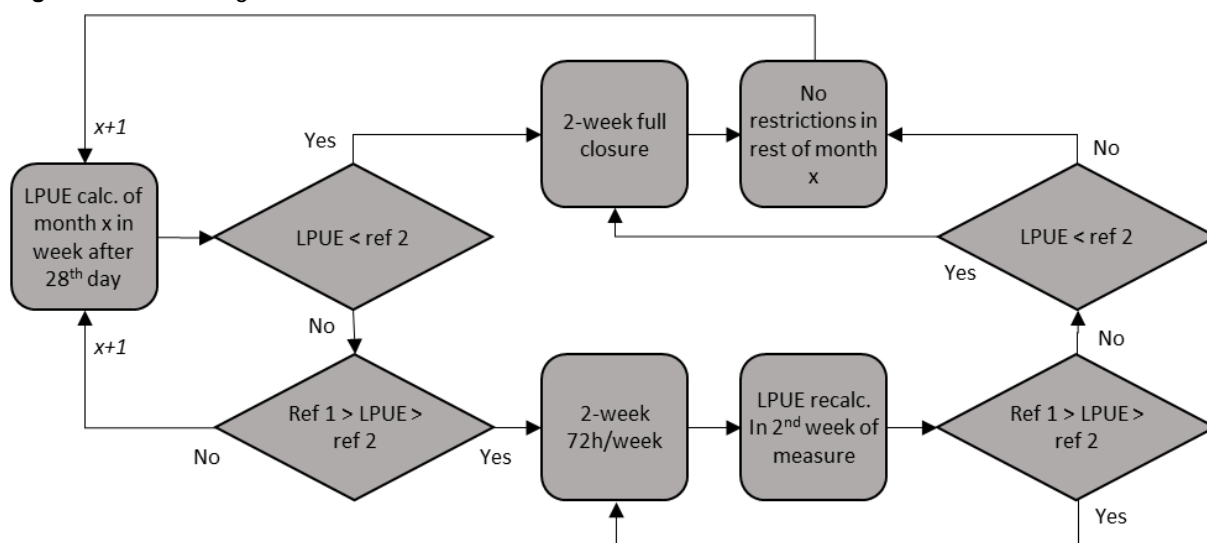 x+1
Yes
2-week full
closure
No
restrictions in
rest of month
x
No
LPUE calc. of
month x in
week after
28th day
LPUE < ref 2
LPUE < ref 2
Yes
No
x+1
No
Ref 1 > LPUE >
ref 2
No
Yes
2-week
72h/week
LPUE recalc.
In 2nd week of
measure
Ref 1 > LPUE >
ref 2
Yes